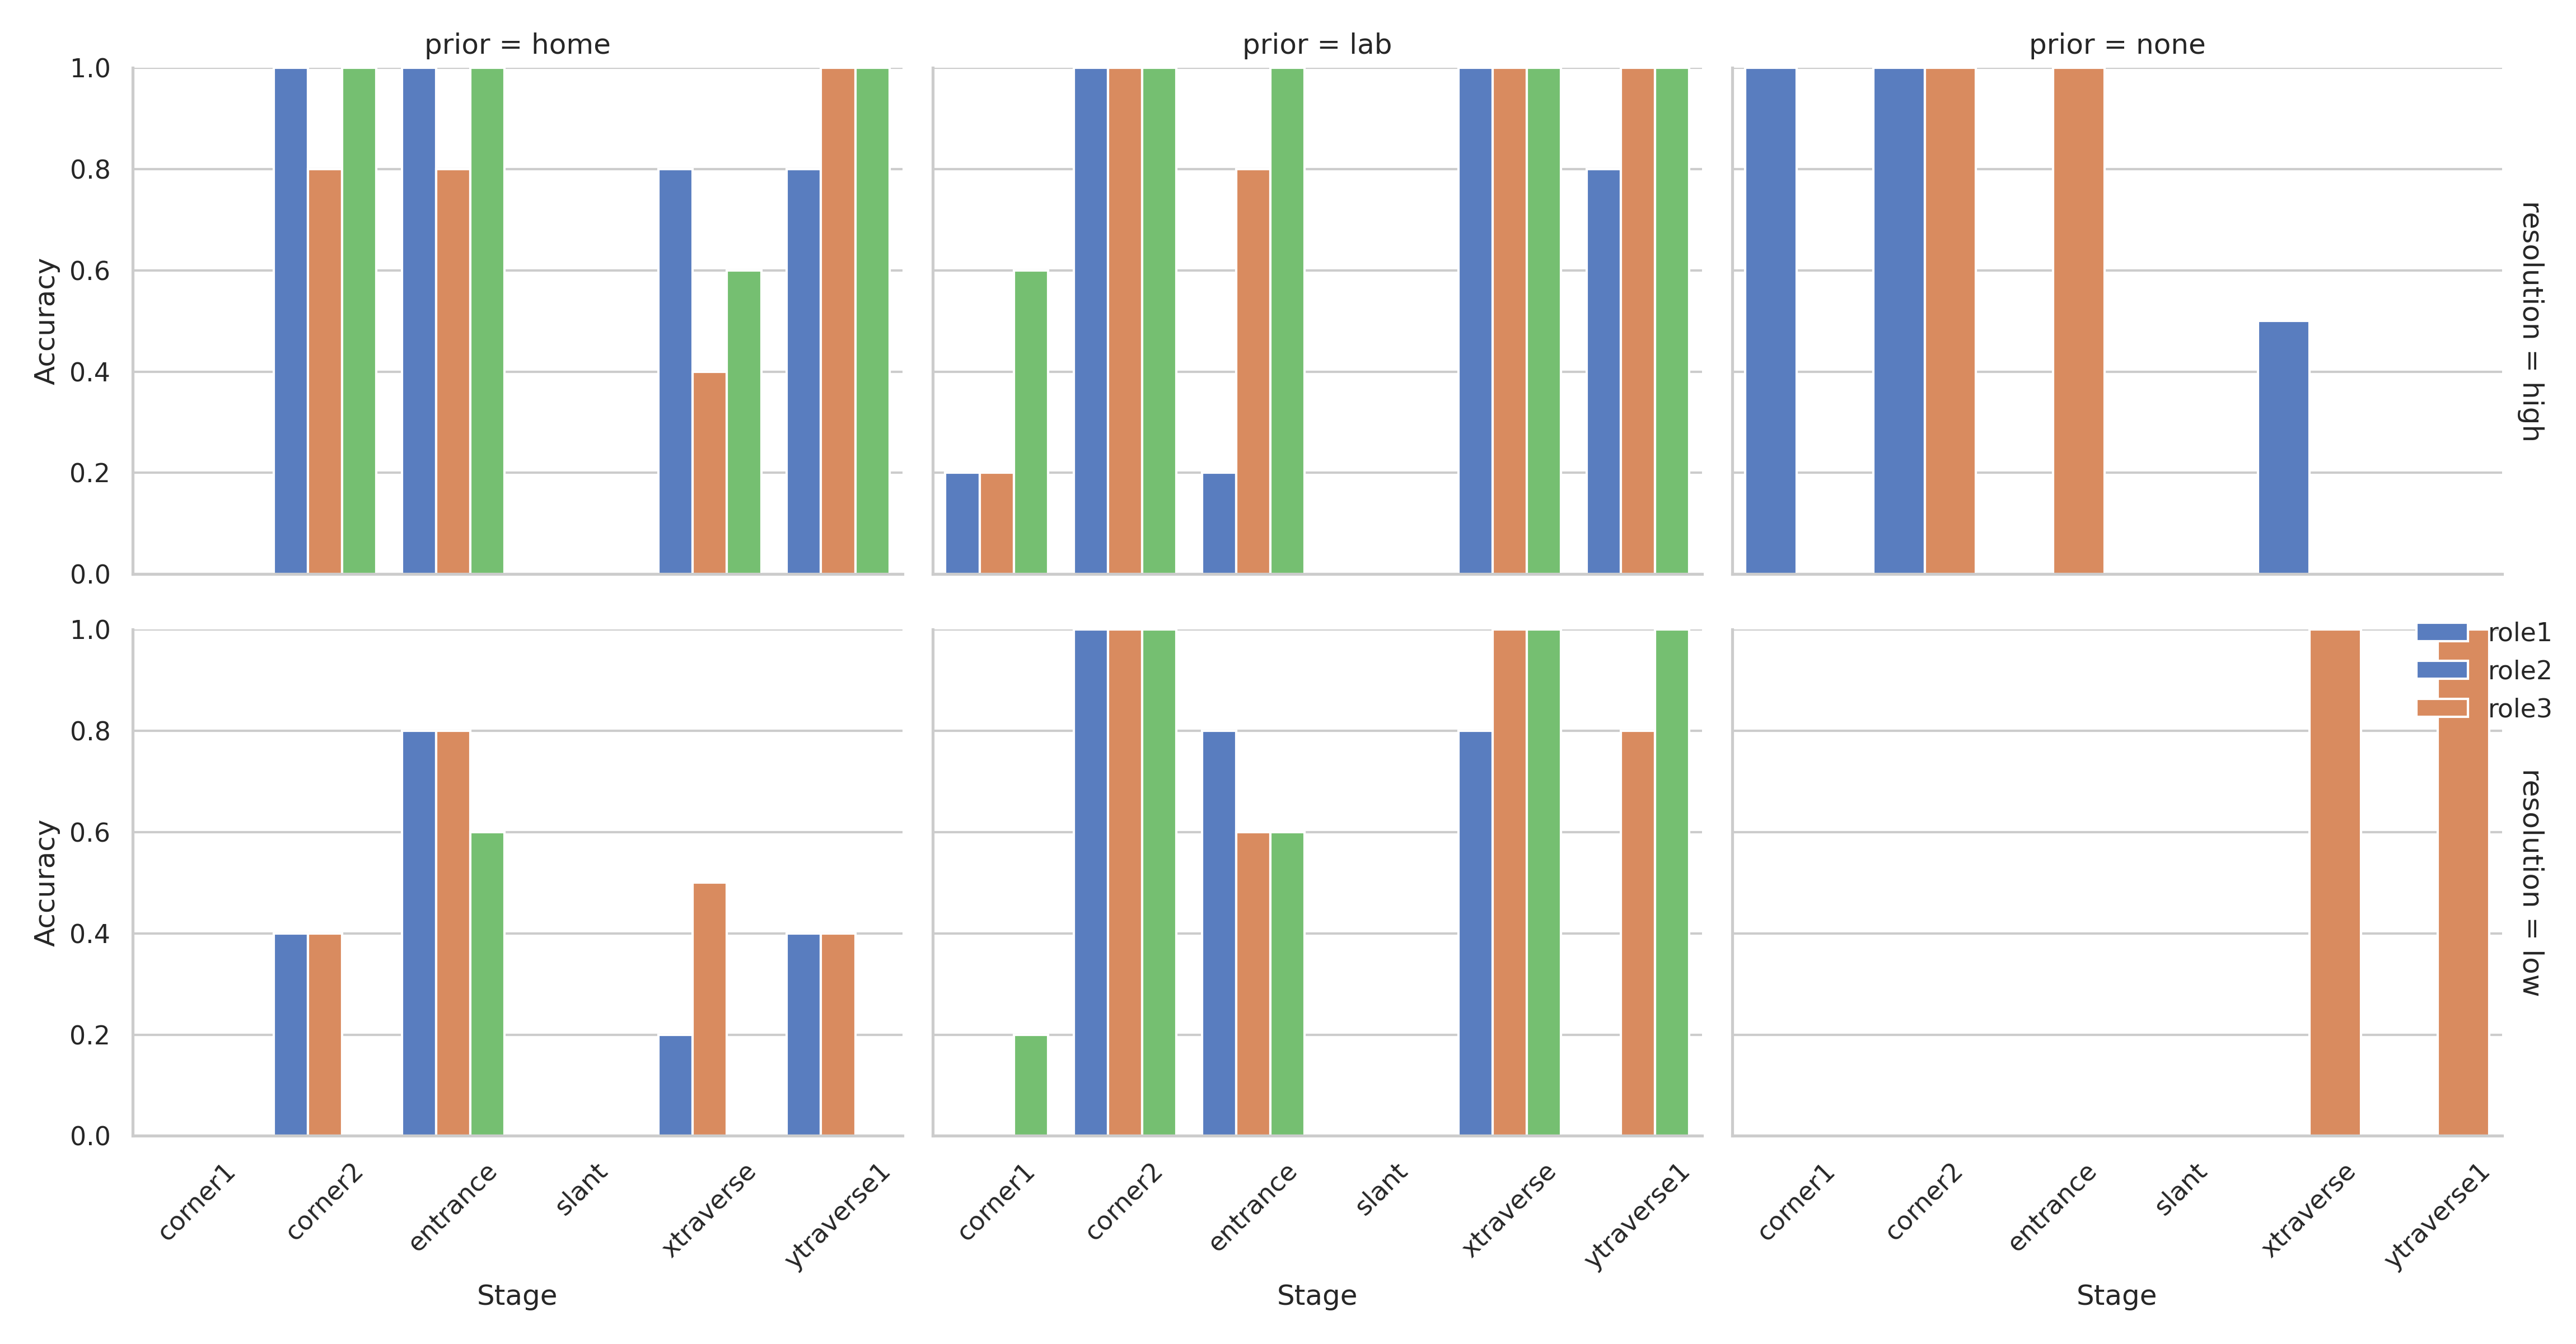 prior = home
prior = lab
prior = none
1.0
0.8
0.6
0.4
0.2
0.0
Accuracy
resolution = high
1.0
0.8
0.6
0.4
0.2
0.0
Accuracy
role1
role2
role3
resolution = low
corner1
corner2
entrance
slant
xtraverse
ytraverse1
corner1
corner2
entrance
slant
xtraverse
ytraverse1
corner1
corner2
entrance
slant
xtraverse
ytraverse1
Stage
Stage
Stage